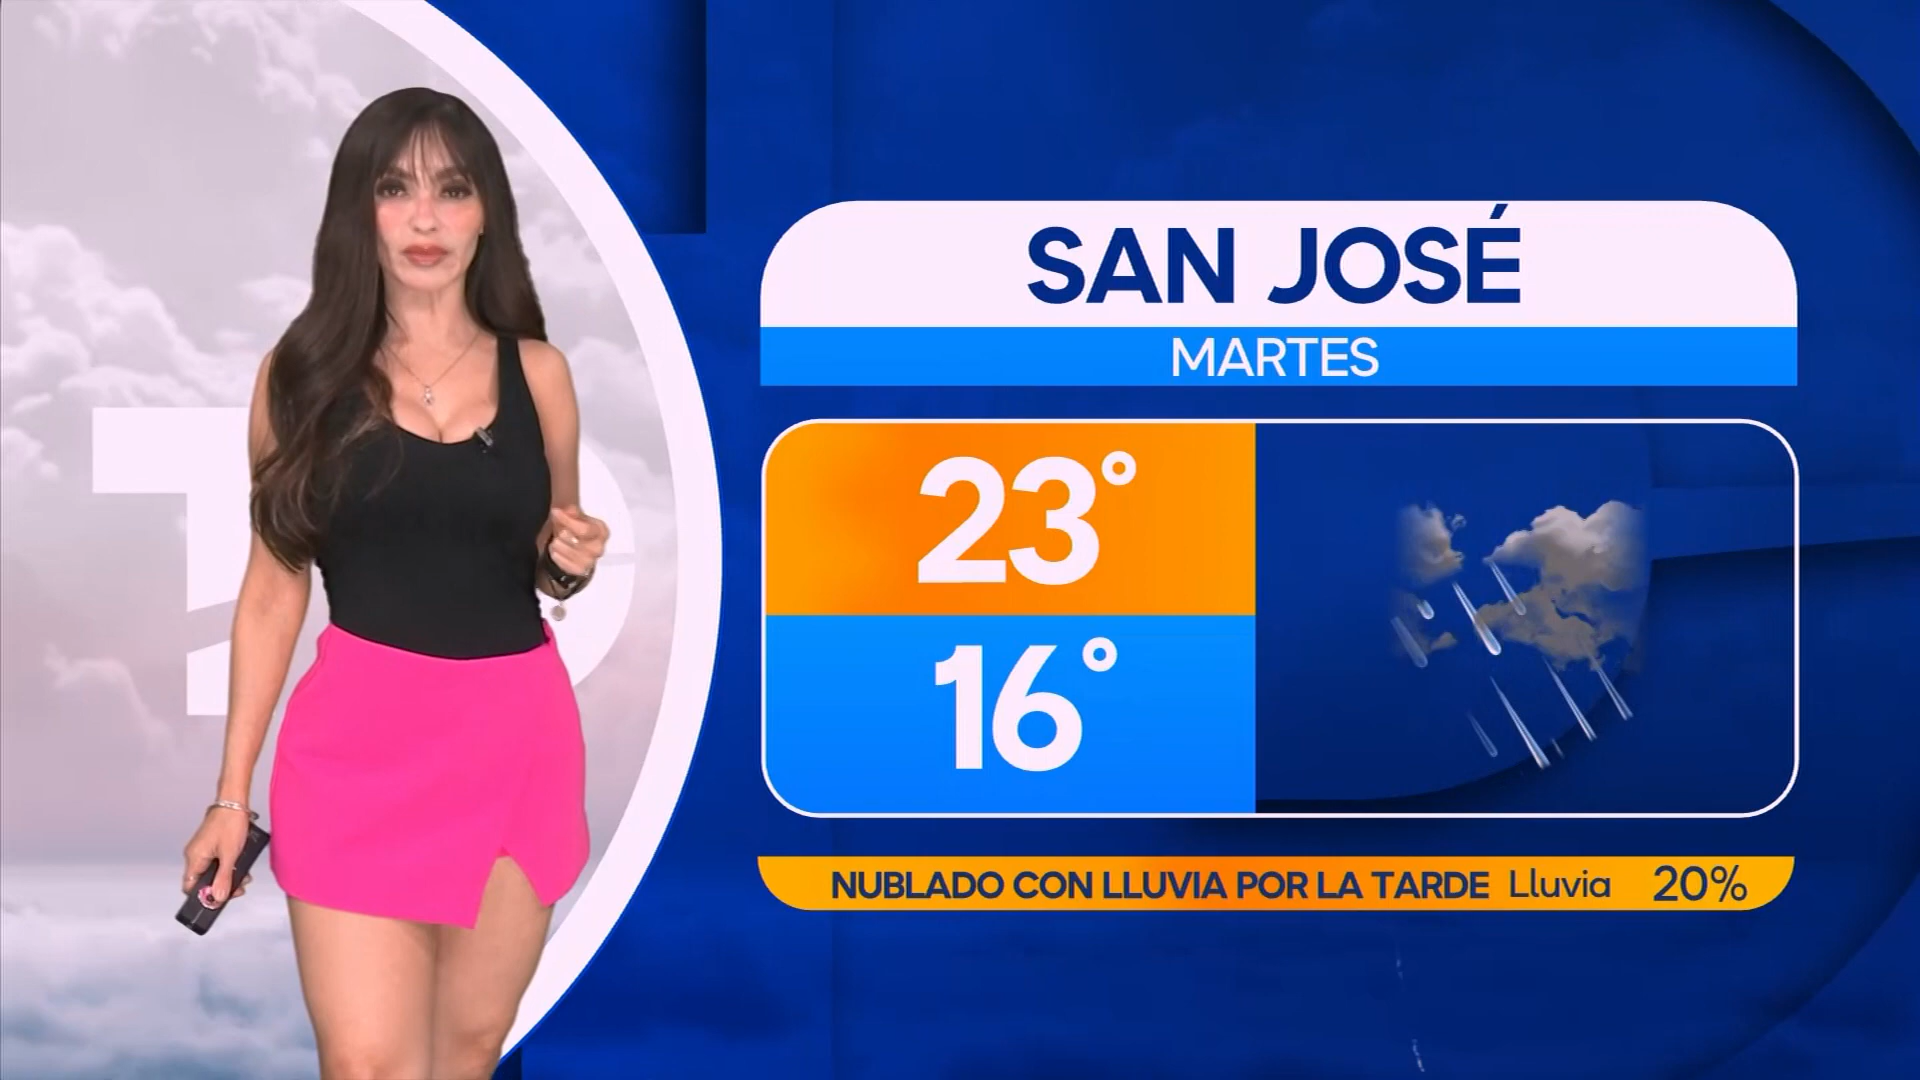 SAN JOSÉ
MARTES
23°
16°
NUBLADO CON LLUVIA POR LA TARDE Lluvia 20%